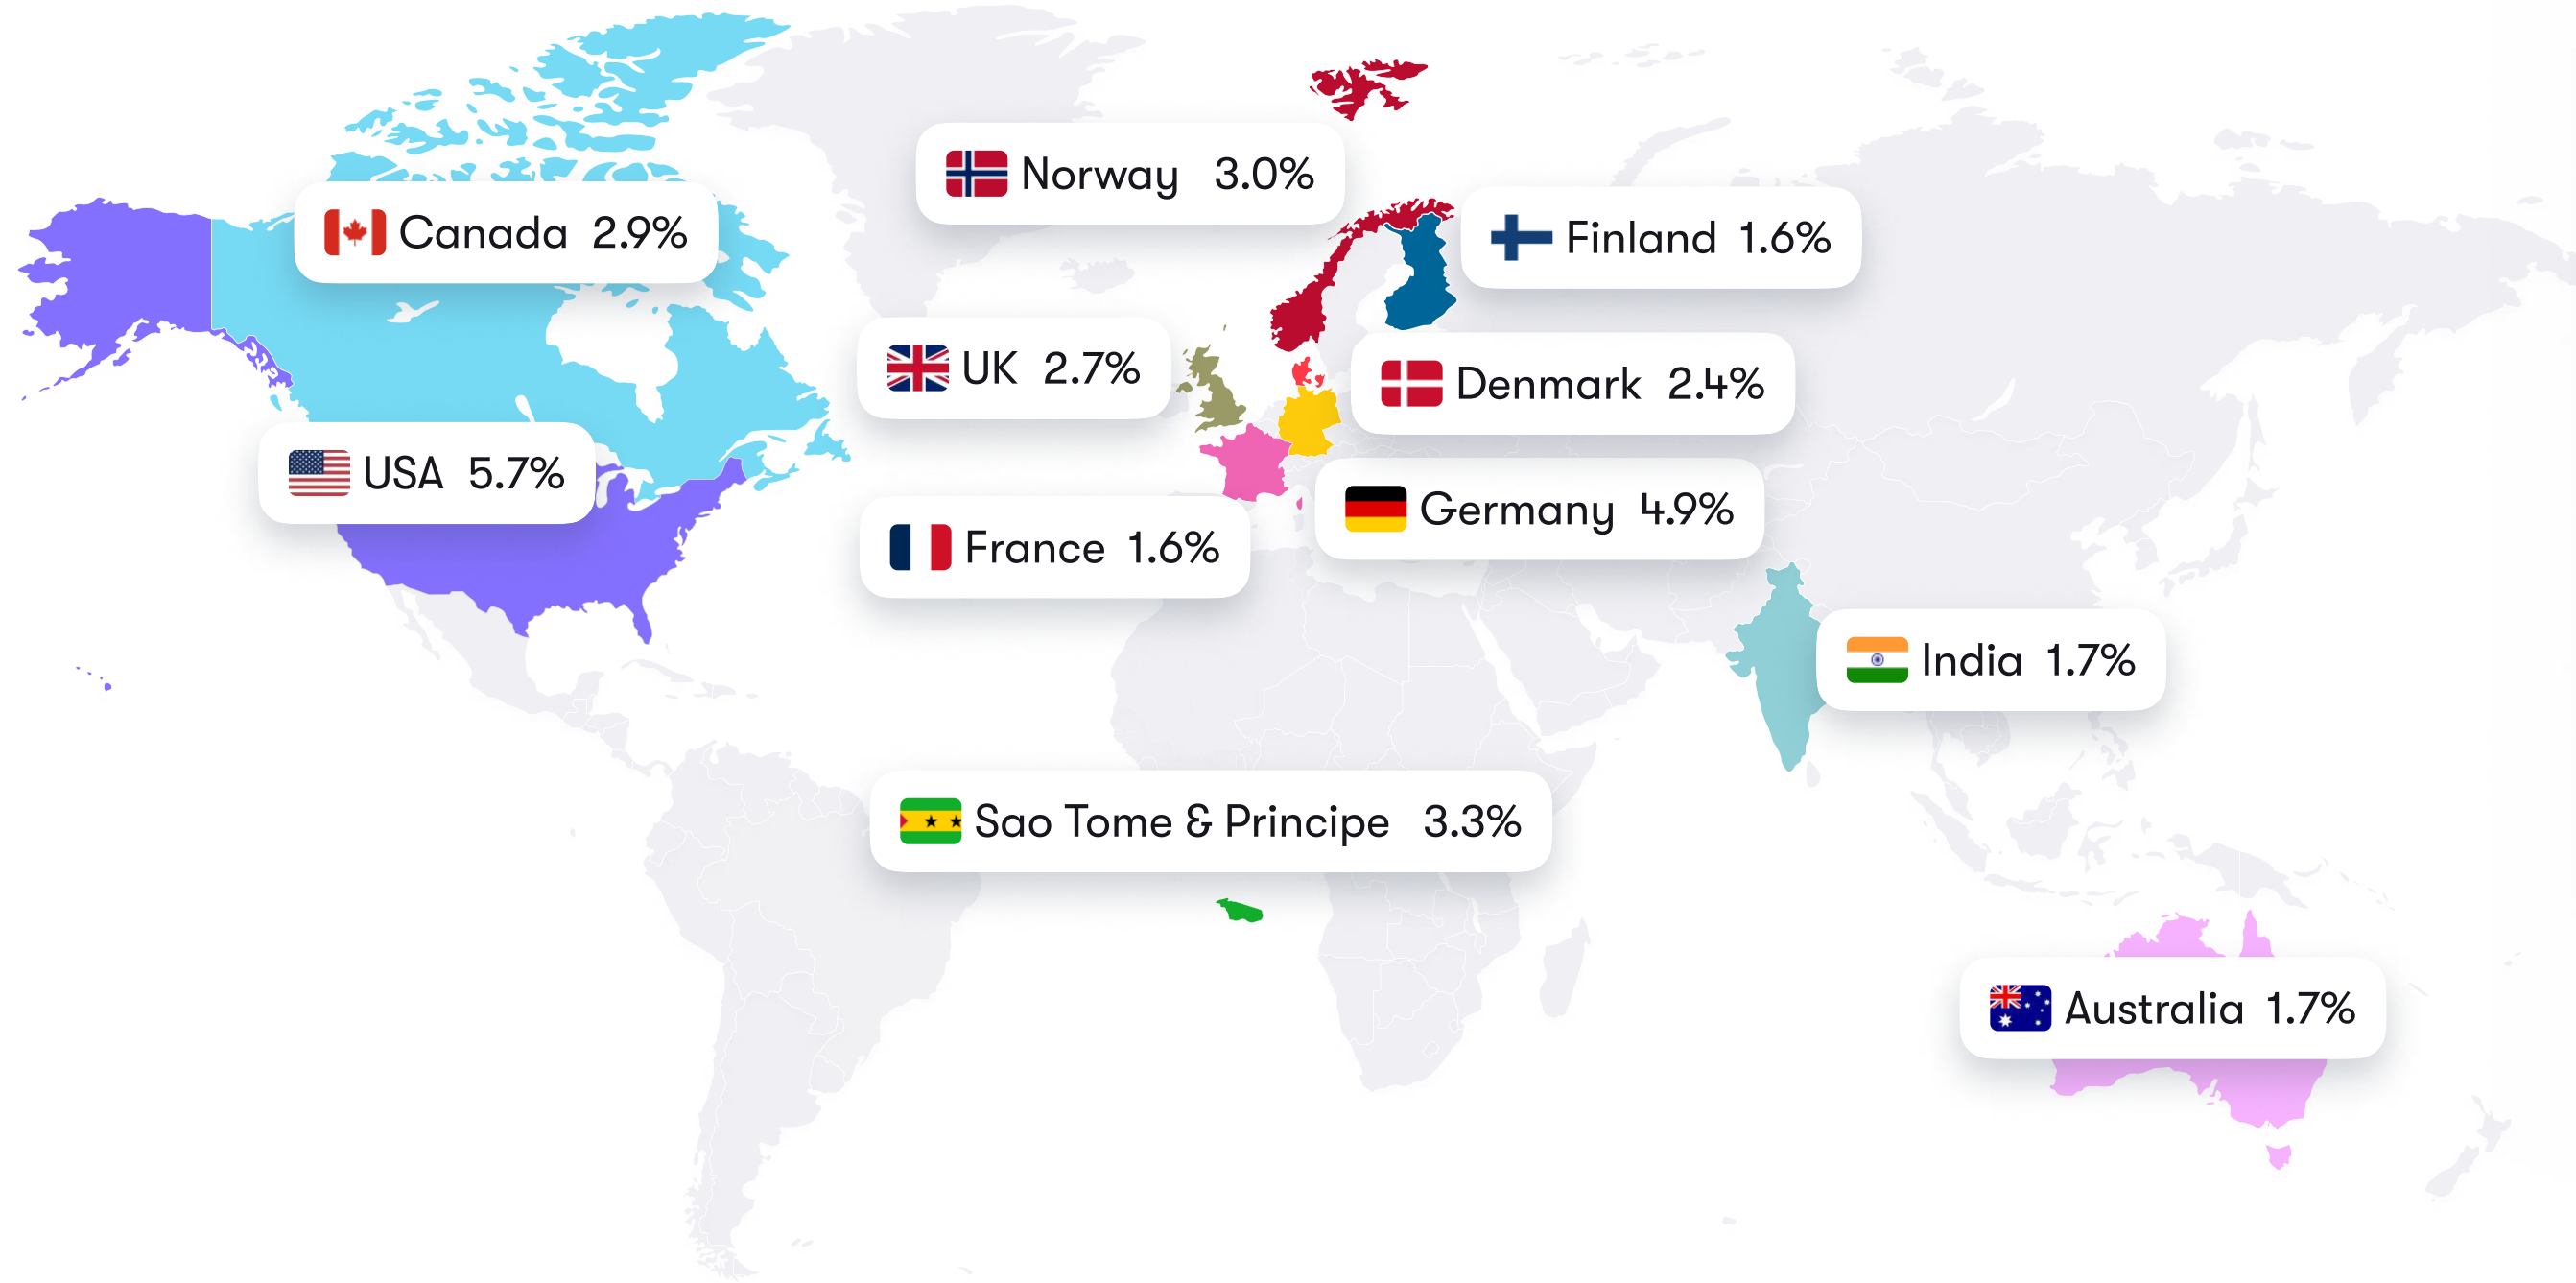 Norway 3.0%
Canada 2.9%
Finland 1.6%
UK 2.7%
Denmark 2.4%
USA 5.7%
Germany 4.9%
France 1.6%
India 1.7%
Sao Tome & Principe 3.3%
Australia 1.7%